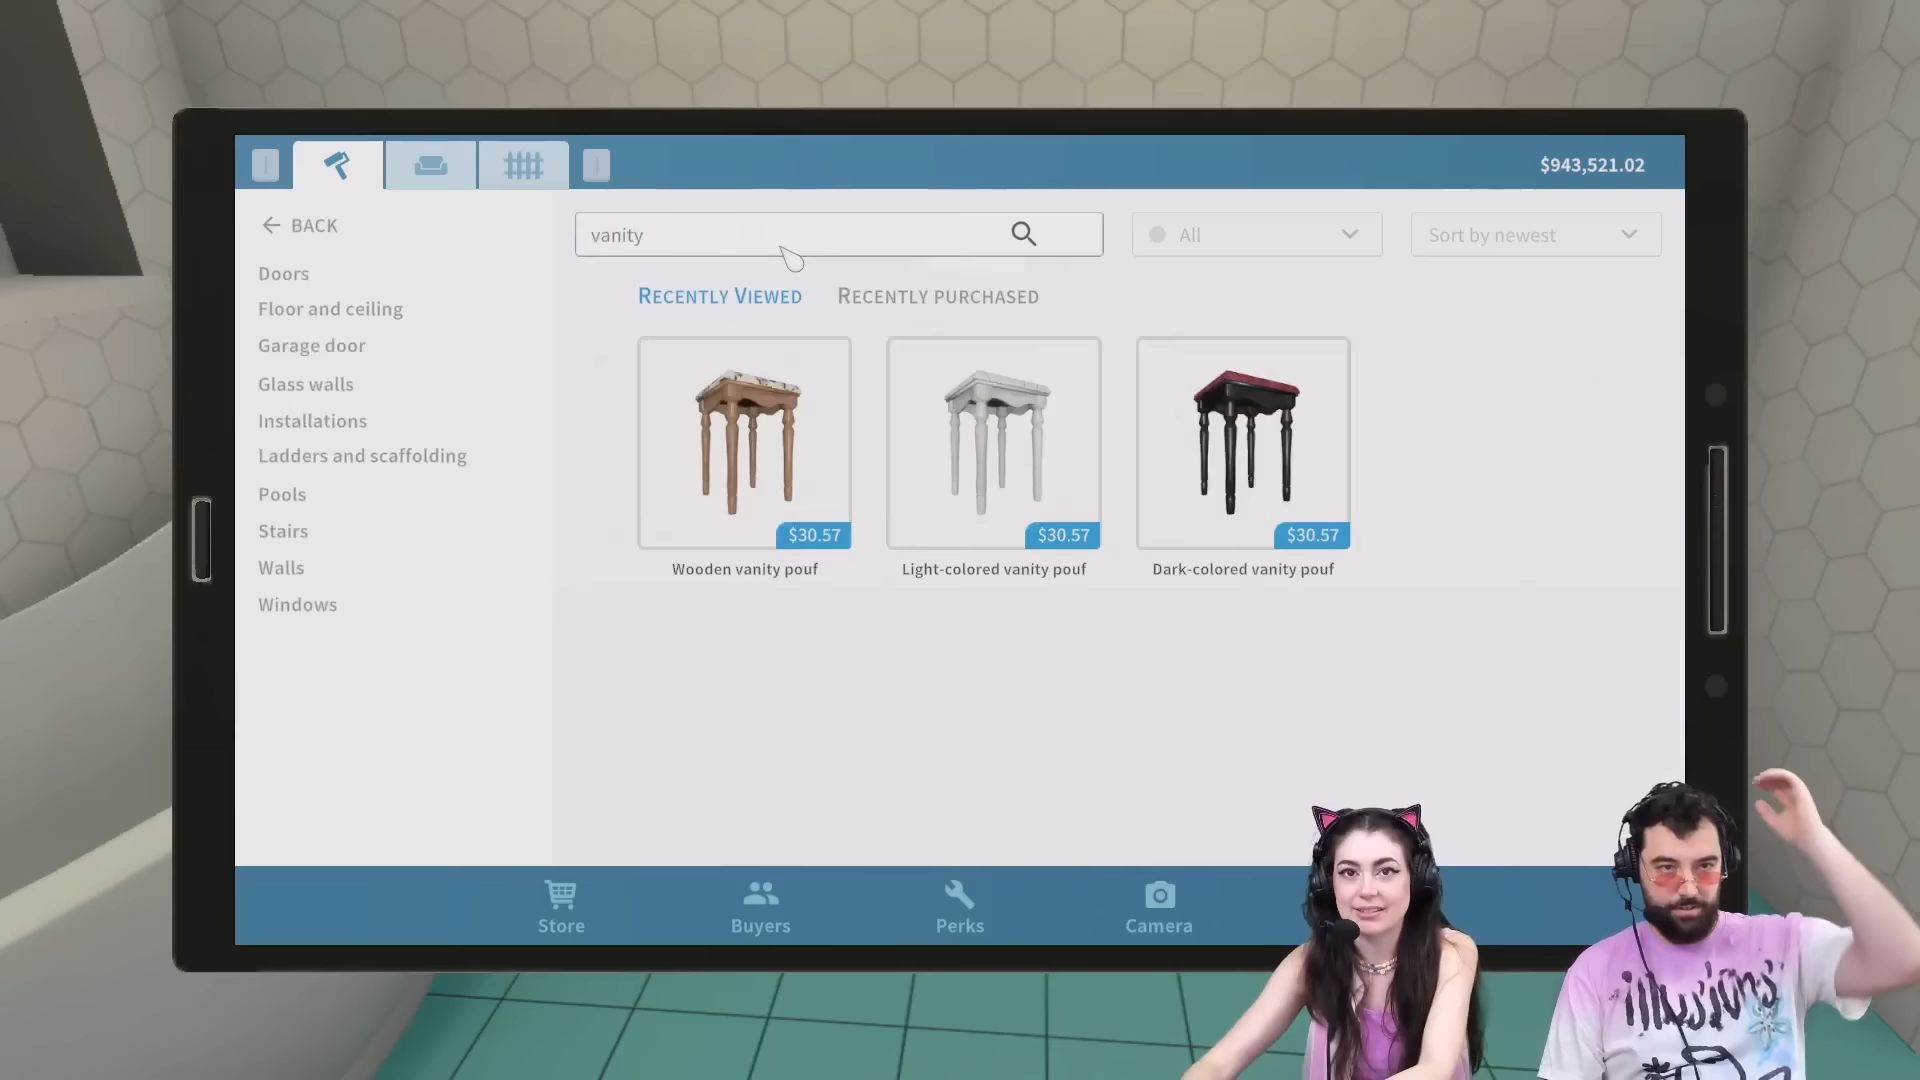 $943,521.02
BACK
vanity
All
Sort by newest
Doors
Floor and ceiling
Garage door
Glass walls
Installations
Ladders and scaffolding
Pools
Stairs
Walls
Windows
RECENTLY VIEWED
RECENTLY PURCHASED
$30.57
$30.57
$30.57
Wooden vanity pouf
Light-colored vanity pouf
Dark-colored vanity pouf
Store
Buyers
Perks
Camera
illusions